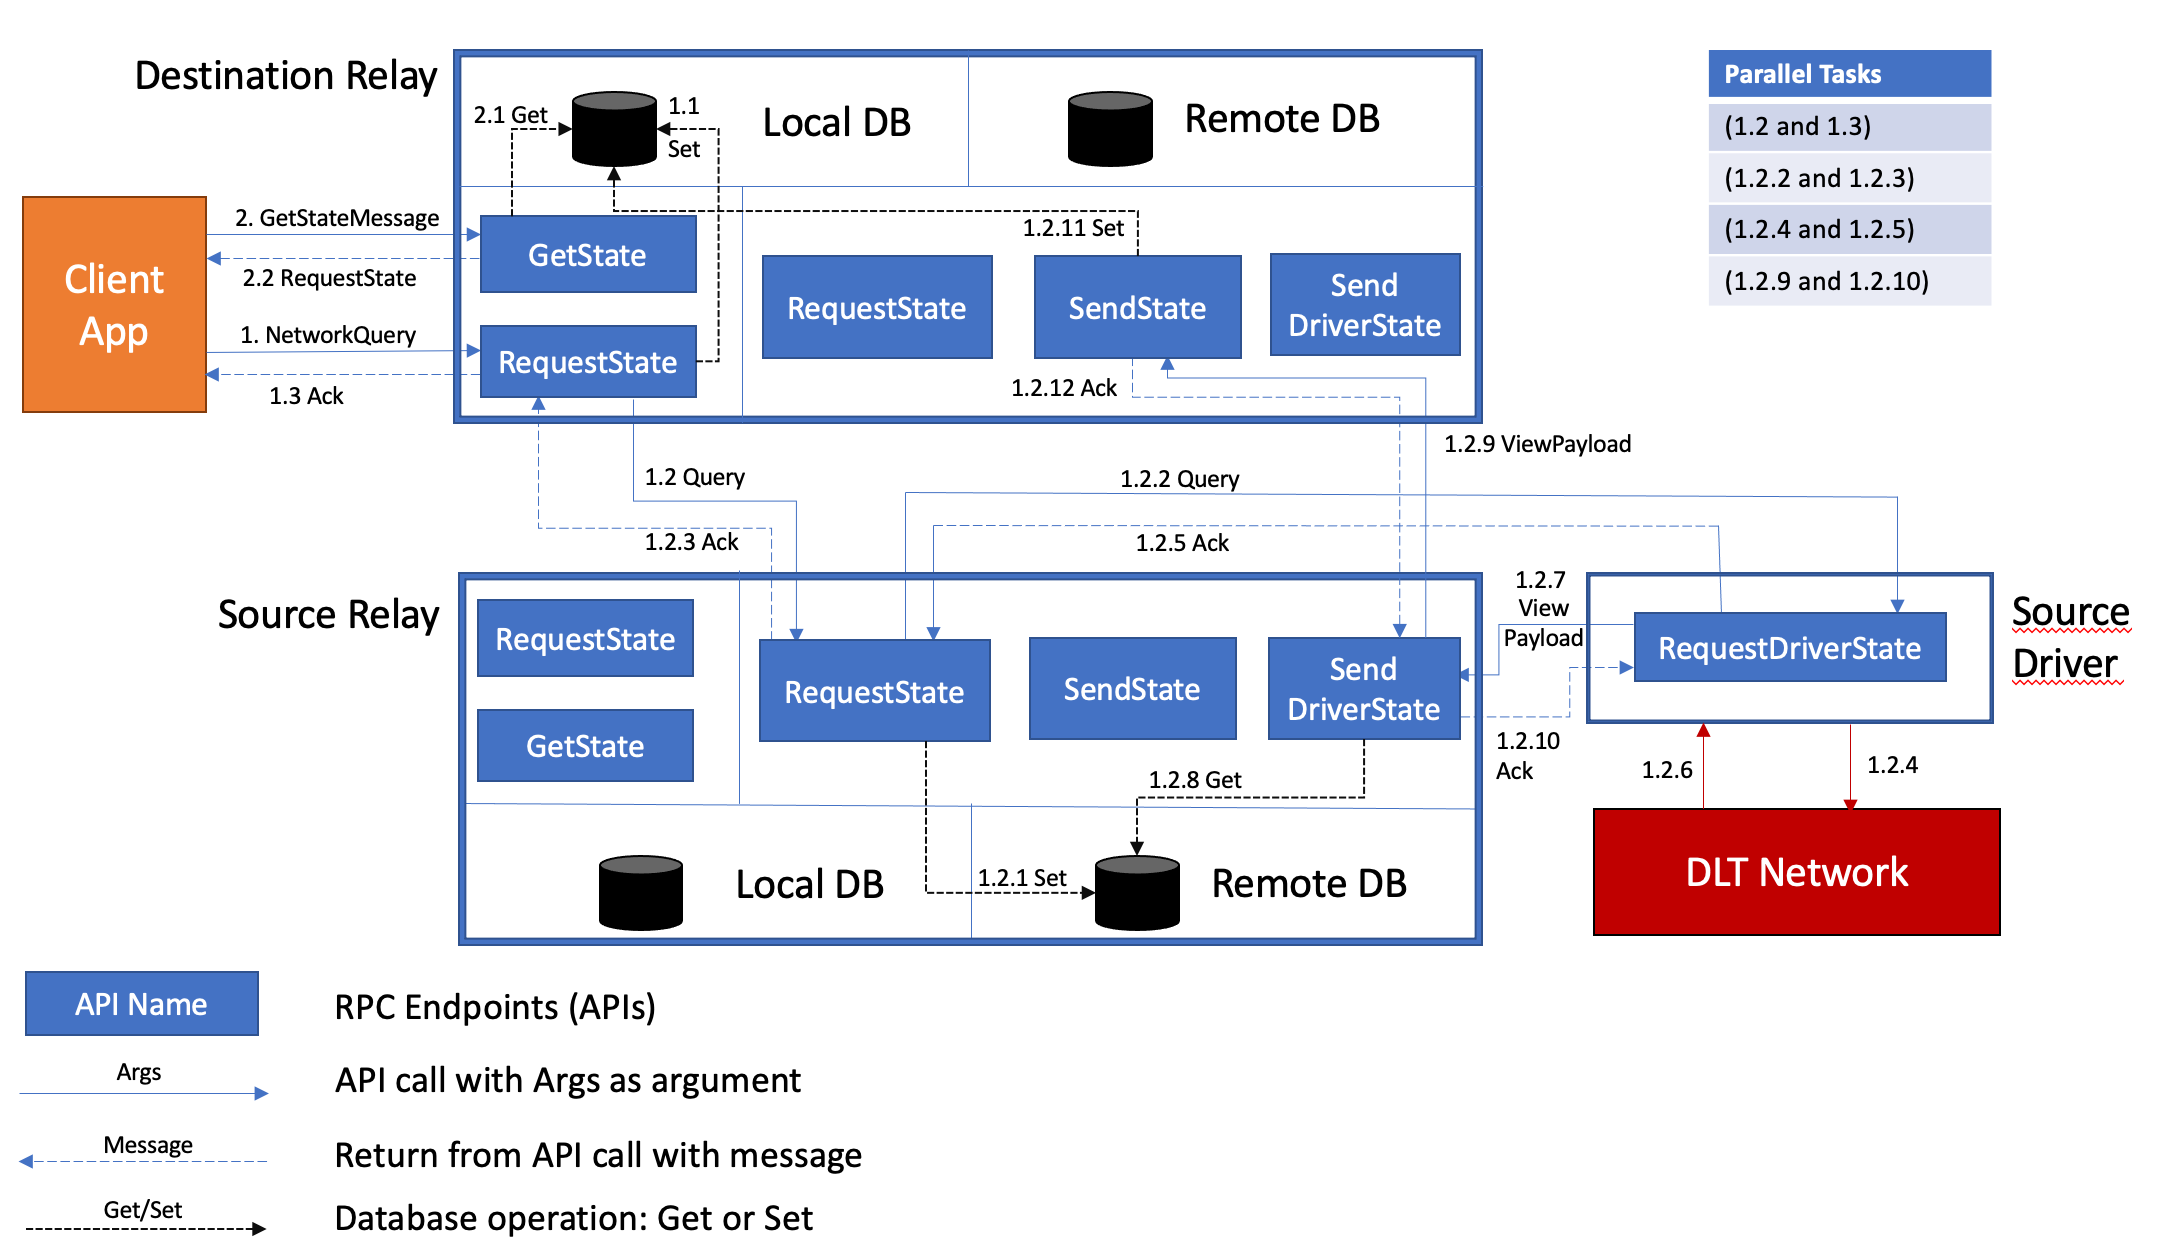 Destination Relay
2.1 Get
1.1
Set
Local DB
Remote DB
Parallel Tasks
(1.2 and 1.3)
(1.2.2 and 1.2.3)
(1.2.4 and 1.2.5)
(1.2.9 and 1.2.10)
Client
App
2. GetStateMessage
2.2 RequestState
1. NetworkQuery
1.3 Ack
GetState
RequestState
1.2.11 Set
RequestState
SendState
Send
DriverState
1.2.12 Ack
1.2.9 ViewPayload
1.2 Query
1.2.2 Query
1.2.3 Ack
1.2.5 Ack
Source Relay
RequestState
GetState
RequestState
SendState
Send
DriverState
1.2.7
View
Payload
RequestDriverState
Source
Driver
1.2.10
Ack
1.2.6
1.2.4
1.2.8 Get
1.2.1 Set
Local DB
Remote DB
DLT Network
API Name
RPC Endpoints (APIs)
Args
API call with Args as argument
Message
Return from API call with message
Get/Set
Database operation: Get or Set